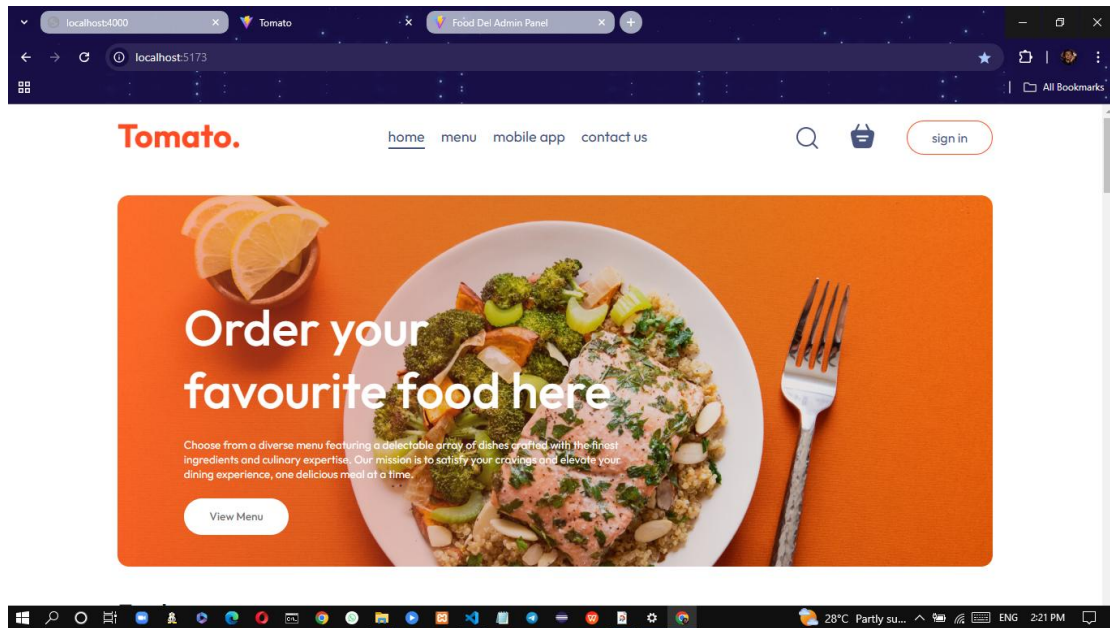 localhost:4000
Tomato
Food Del Admin Panel
localhost:5173
All Bookmarks
Tomato.
home menu mobile app contact us
sign in
Order your
favourite food here
Choose from a diverse menu featuring a delectable array of dishes crafted with the finest
ingredients and culinary expertise. Our mission is to satisfy your cravings and elevate your
dining experience, one delicious meal at a time.
View Menu
28°C Partly su... ENG 2:21 PM